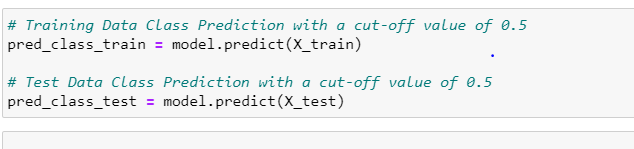 # Training Data Class Prediction with a cut-off value of 0.5
pred_class_train = model.predict(X_train)
# Test Data Class Prediction with a cut-off value of 0.5
pred_class_test = model.predict(X_test)